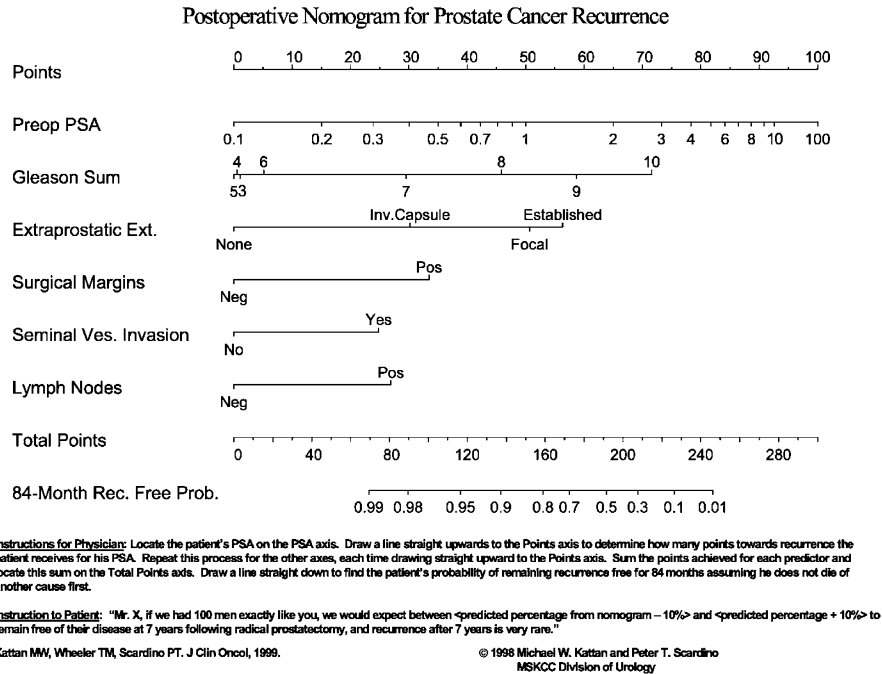 Postoperative Nomogram for Prostate Cancer Recurrence
Points 0 10 20 30 40 50 60 70 80 90 100
Preop PSA 0.1 0.2 0.3 0.5 0.7 1 2 3 4 6 8 10 100
4 6 8 10
Gleason Sum
53 7 9
Inv.Capsule Established
Extraprostatic Ext.
None Focal
Pos
Surgical Margins
Neg
Yes
Seminal Ves. Invasion
No
Pos
Lymph Nodes
Neg
Total Points
0 40 80 120 160 200 240 280
84-Month Rec. Free Prob.
0.99 0.98 0.95 0.9 0.8 0.7 0.5 0.3 0.1 0.01
nstructions for Physician: Locate the patient's PSA on the PSA axis. Draw a line straight upwards to the Points axis to determine how many points towards recurrence the
atient receives for his PSA. Repeat this process for the other axes, each time drawing straight upward to the Points axis. Sum the points achieved for each predictor and
ocate this sum on the Total Points axis. Draw a line straight down to find the patient's probability of remaining recurrence free for 84 months assuming he does not die of
nother cause first.
nstruction to Patient: "Mr. X, if we had 100 men exactly like you, we would expect between <predicted percentage from nomogram – 10%> and <predicted percentage + 10%> to
emain free of their disease at 7 years following radical prostatectomy, and recurrence after 7 years is very rare."
Kattan MW, Wheeler TM, Scardino PT. J Clin Oncol, 1999. © 1998 Michael W. Kattan and Peter T. Scardino
MSKCC Division of Urology